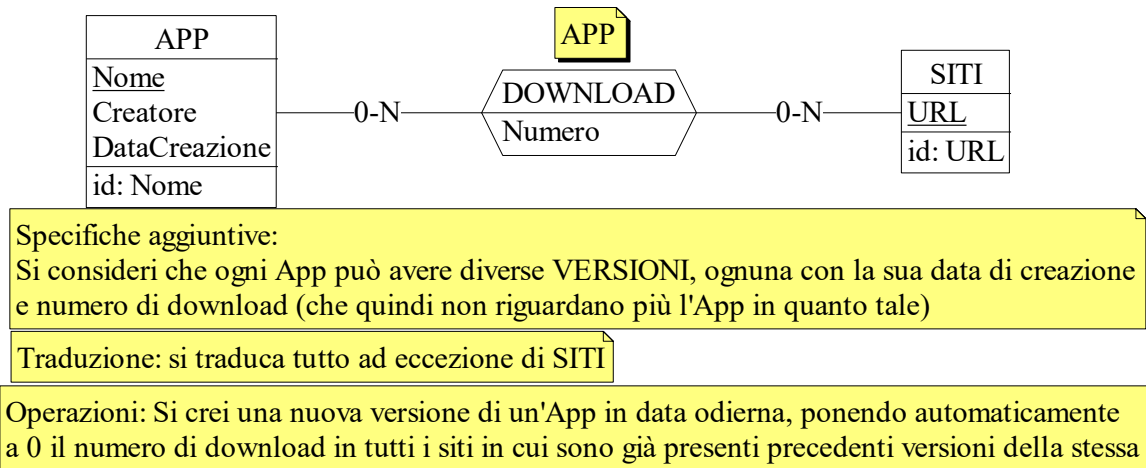 APP
Nome
Creatore
DataCreazione
id: Nome
0-N
APP
DOWNLOAD
Numero
0-N
SITI
URL
id: URL
Specifiche aggiuntive:
Si consideri che ogni App può avere diverse VERSIONI, ognuna con la sua data di creazione
e numero di download (che quindi non riguardano più l'App in quanto tale)
Traduzione: si traduca tutto ad eccezione di SITI
Operazioni: Si crei una nuova versione di un'App in data odierna, ponendo automaticamente
a 0 il numero di download in tutti i siti in cui sono già presenti precedenti versioni della stessa